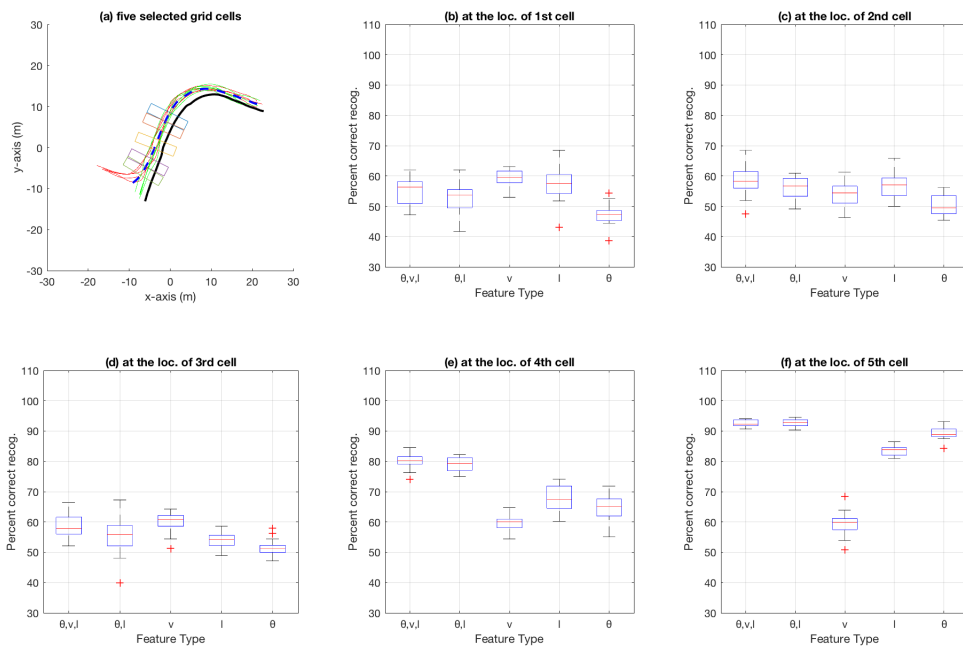 (a) five selected grid cells
30
20
10
0
-10
-20
-30
-30 -20 -10 0 10 20 30
y-axis (m)
x-axis (m)
(b) at the loc. of 1st cell
110
100
90
80
70
60
50
40
30
θ,v,l θ,l v l θ
Percent correct recog.
Feature Type
(c) at the loc. of 2nd cell
110
100
90
80
70
60
50
40
30
θ,v,l θ,l v l θ
Percent correct recog.
Feature Type
(d) at the loc. of 3rd cell
110
100
90
80
70
60
50
40
30
θ,v,l θ,l v l θ
Percent correct recog.
Feature Type
(e) at the loc. of 4th cell
110
100
90
80
70
60
50
40
30
θ,v,l θ,l v l θ
Percent correct recog.
Feature Type
(f) at the loc. of 5th cell
110
100
90
80
70
60
50
40
30
θ,v,l θ,l v l θ
Percent correct recog.
Feature Type